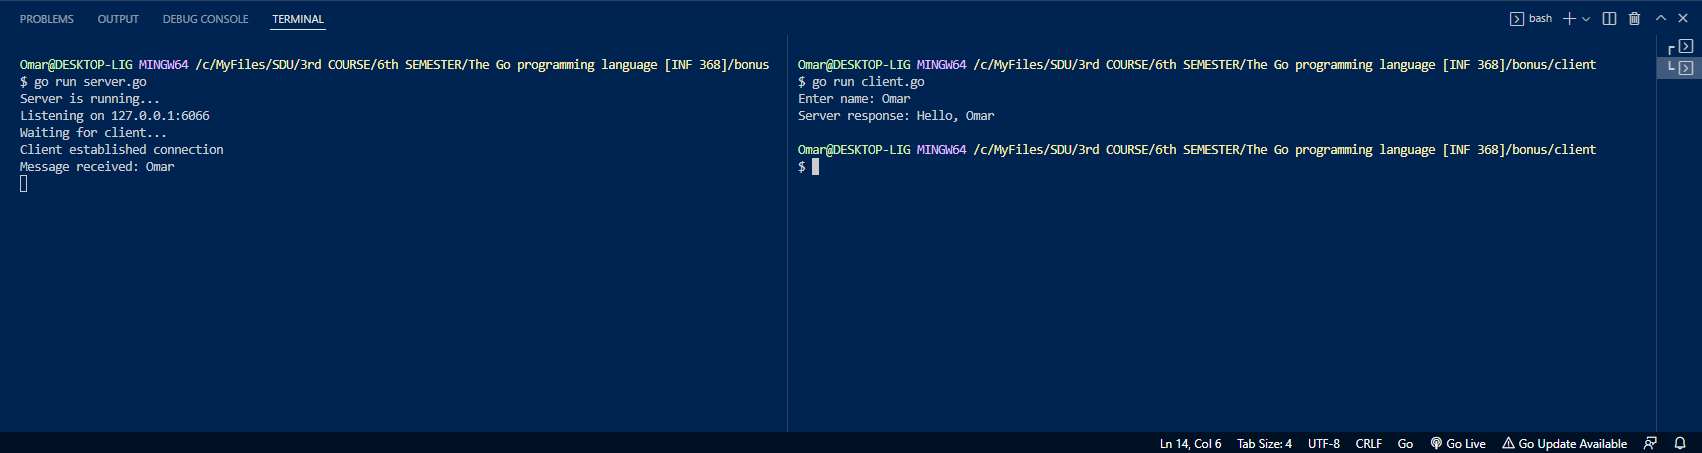 PROBLEMS OUTPUT DEBUG CONSOLE TERMINAL
bash
Omar@DESKTOP-LIG MINGW64 /c/MyFiles/SDU/3rd COURSE/6th SEMESTER/The Go programming language [INF 368]/bonus
$ go run server.go
Server is running...
Listening on 127.0.0.1:6066
Waiting for client...
Client established connection
Message received: Omar
Omar@DESKTOP-LIG MINGW64 /c/MyFiles/SDU/3rd COURSE/6th SEMESTER/The Go programming language [INF 368]/bonus/client
$ go run client.go
Enter name: Omar
Server response: Hello, Omar
Omar@DESKTOP-LIG MINGW64 /c/MyFiles/SDU/3rd COURSE/6th SEMESTER/The Go programming language [INF 368]/bonus/client
$
Ln 14, Col 6 Tab Size: 4 UTF-8 CRLF Go Go Live Go Update Available